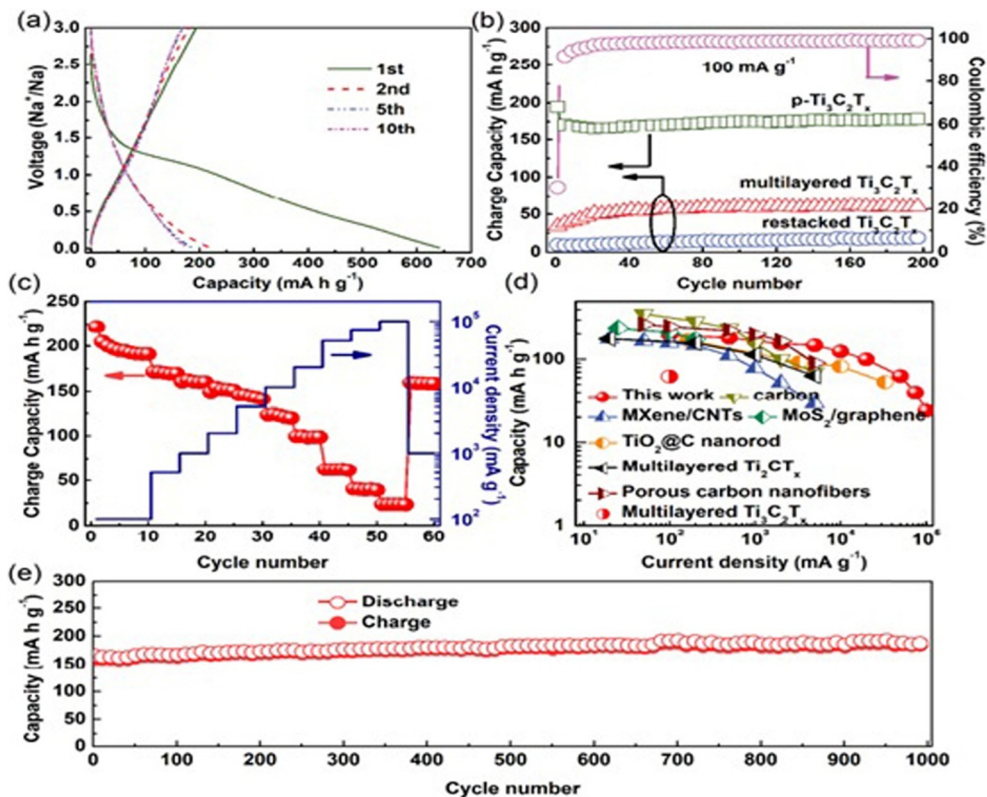 (a)
3.0
2.5
2.0
1.5
1.0
0.5
0.0
Voltage (Na⁺/Na)
1st
2nd
5th
10th
0 100 200 300 400 500 600 700
Capacity (mA h g⁻¹)
(b)
300
250
200
150
100
50
0
Charge Capacity (mA h g⁻¹)
100 mA g⁻¹
p-Ti₃C₂Tₓ
multilayered Ti₃C₂Tₓ
restacked Ti₃C₂Tₓ
100
80
60
40
20
0
Coulombic efficiency (%)
0 40 80 120 160 200
Cycle number
(c)
250
200
150
100
50
0
Charge Capacity (mA h g⁻¹)
10⁵
10⁴
10³
10²
Current density (mA g⁻¹)
0 10 20 30 40 50 60
Cycle number
(d)
100
10
1
Capacity (mA h g⁻¹)
This work carbon
MXene/CNTs MoS₂/graphene
TiO₂@C nanorod
Multilayered Ti₂CTₓ
Porous carbon nanofibers
Multilayered Ti₃C₂Tₓ
10¹ 10² 10³ 10⁴ 10⁵
Current density (mA g⁻¹)
(e)
300
250
200
150
100
50
0
Capacity (mA h g⁻¹)
Discharge
Charge
0 100 200 300 400 500 600 700 800 900 1000
Cycle number